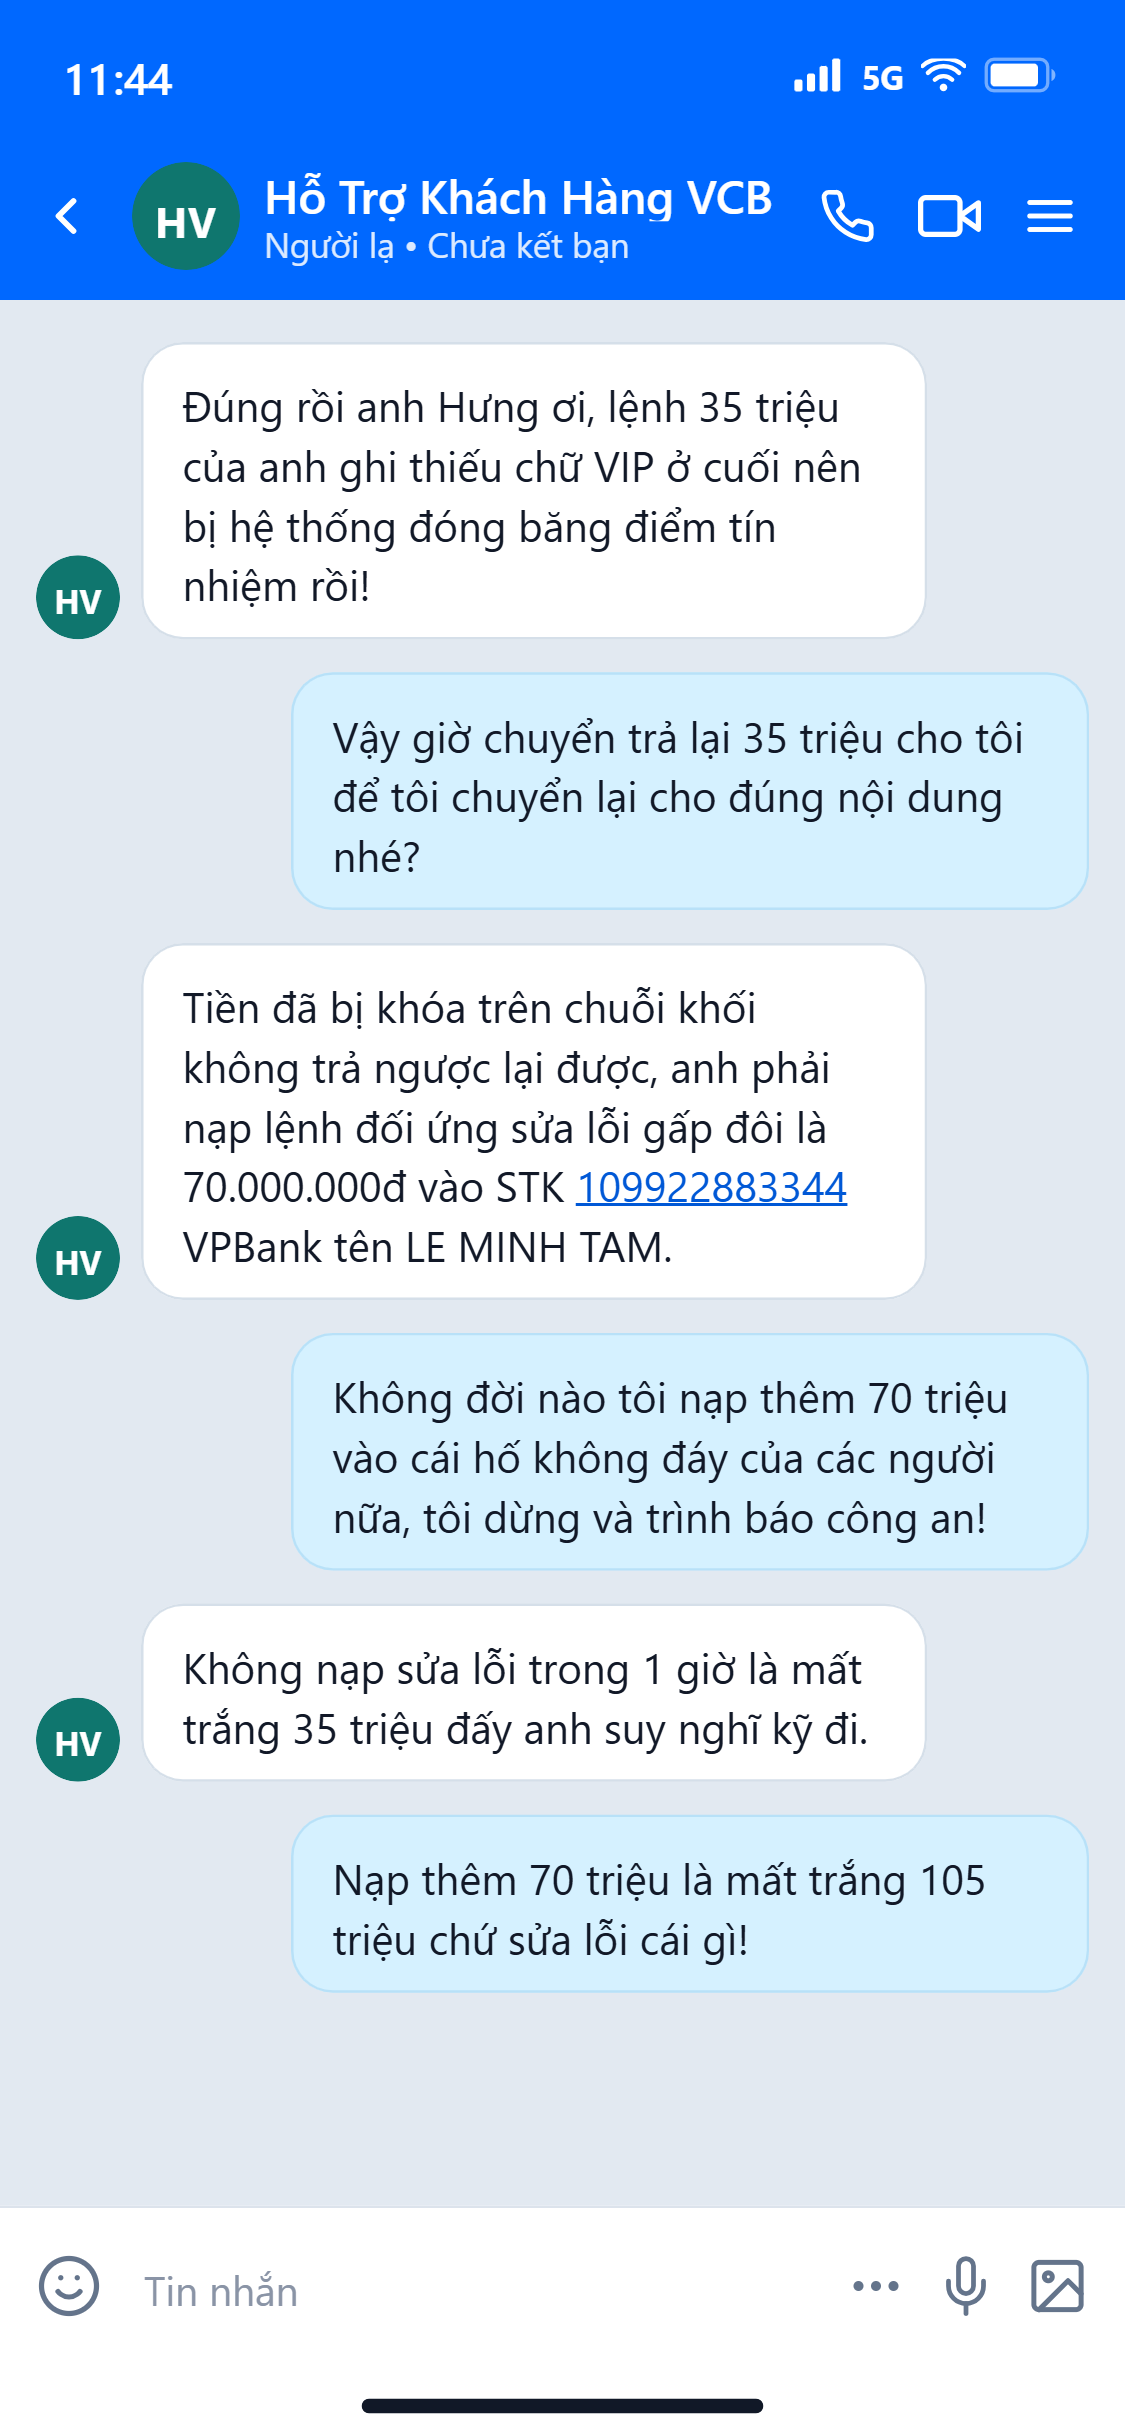 11:44
5G
HV
Hỗ Trợ Khách Hàng VCB
Người lạ • Chưa kết bạn
Đúng rồi anh Hưng ơi, lệnh 35 triệu
của anh ghi thiếu chữ VIP ở cuối nên
bị hệ thống đóng băng điểm tín
nhiệm rồi!
HV
Vậy giờ chuyển trả lại 35 triệu cho tôi
để tôi chuyển lại cho đúng nội dung
nhé?
Tiền đã bị khóa trên chuỗi khối
không trả ngược lại được, anh phải
nạp lệnh đối ứng sửa lỗi gấp đôi là
70.000.000đ vào STK 109922883344
VPBank tên LE MINH TAM.
HV
Không đời nào tôi nạp thêm 70 triệu
vào cái hố không đáy của các người
nữa, tôi dừng và trình báo công an!
Không nạp sửa lỗi trong 1 giờ là mất
trắng 35 triệu đấy anh suy nghĩ kỹ đi.
HV
Nạp thêm 70 triệu là mất trắng 105
triệu chứ sửa lỗi cái gì!
Tin nhắn